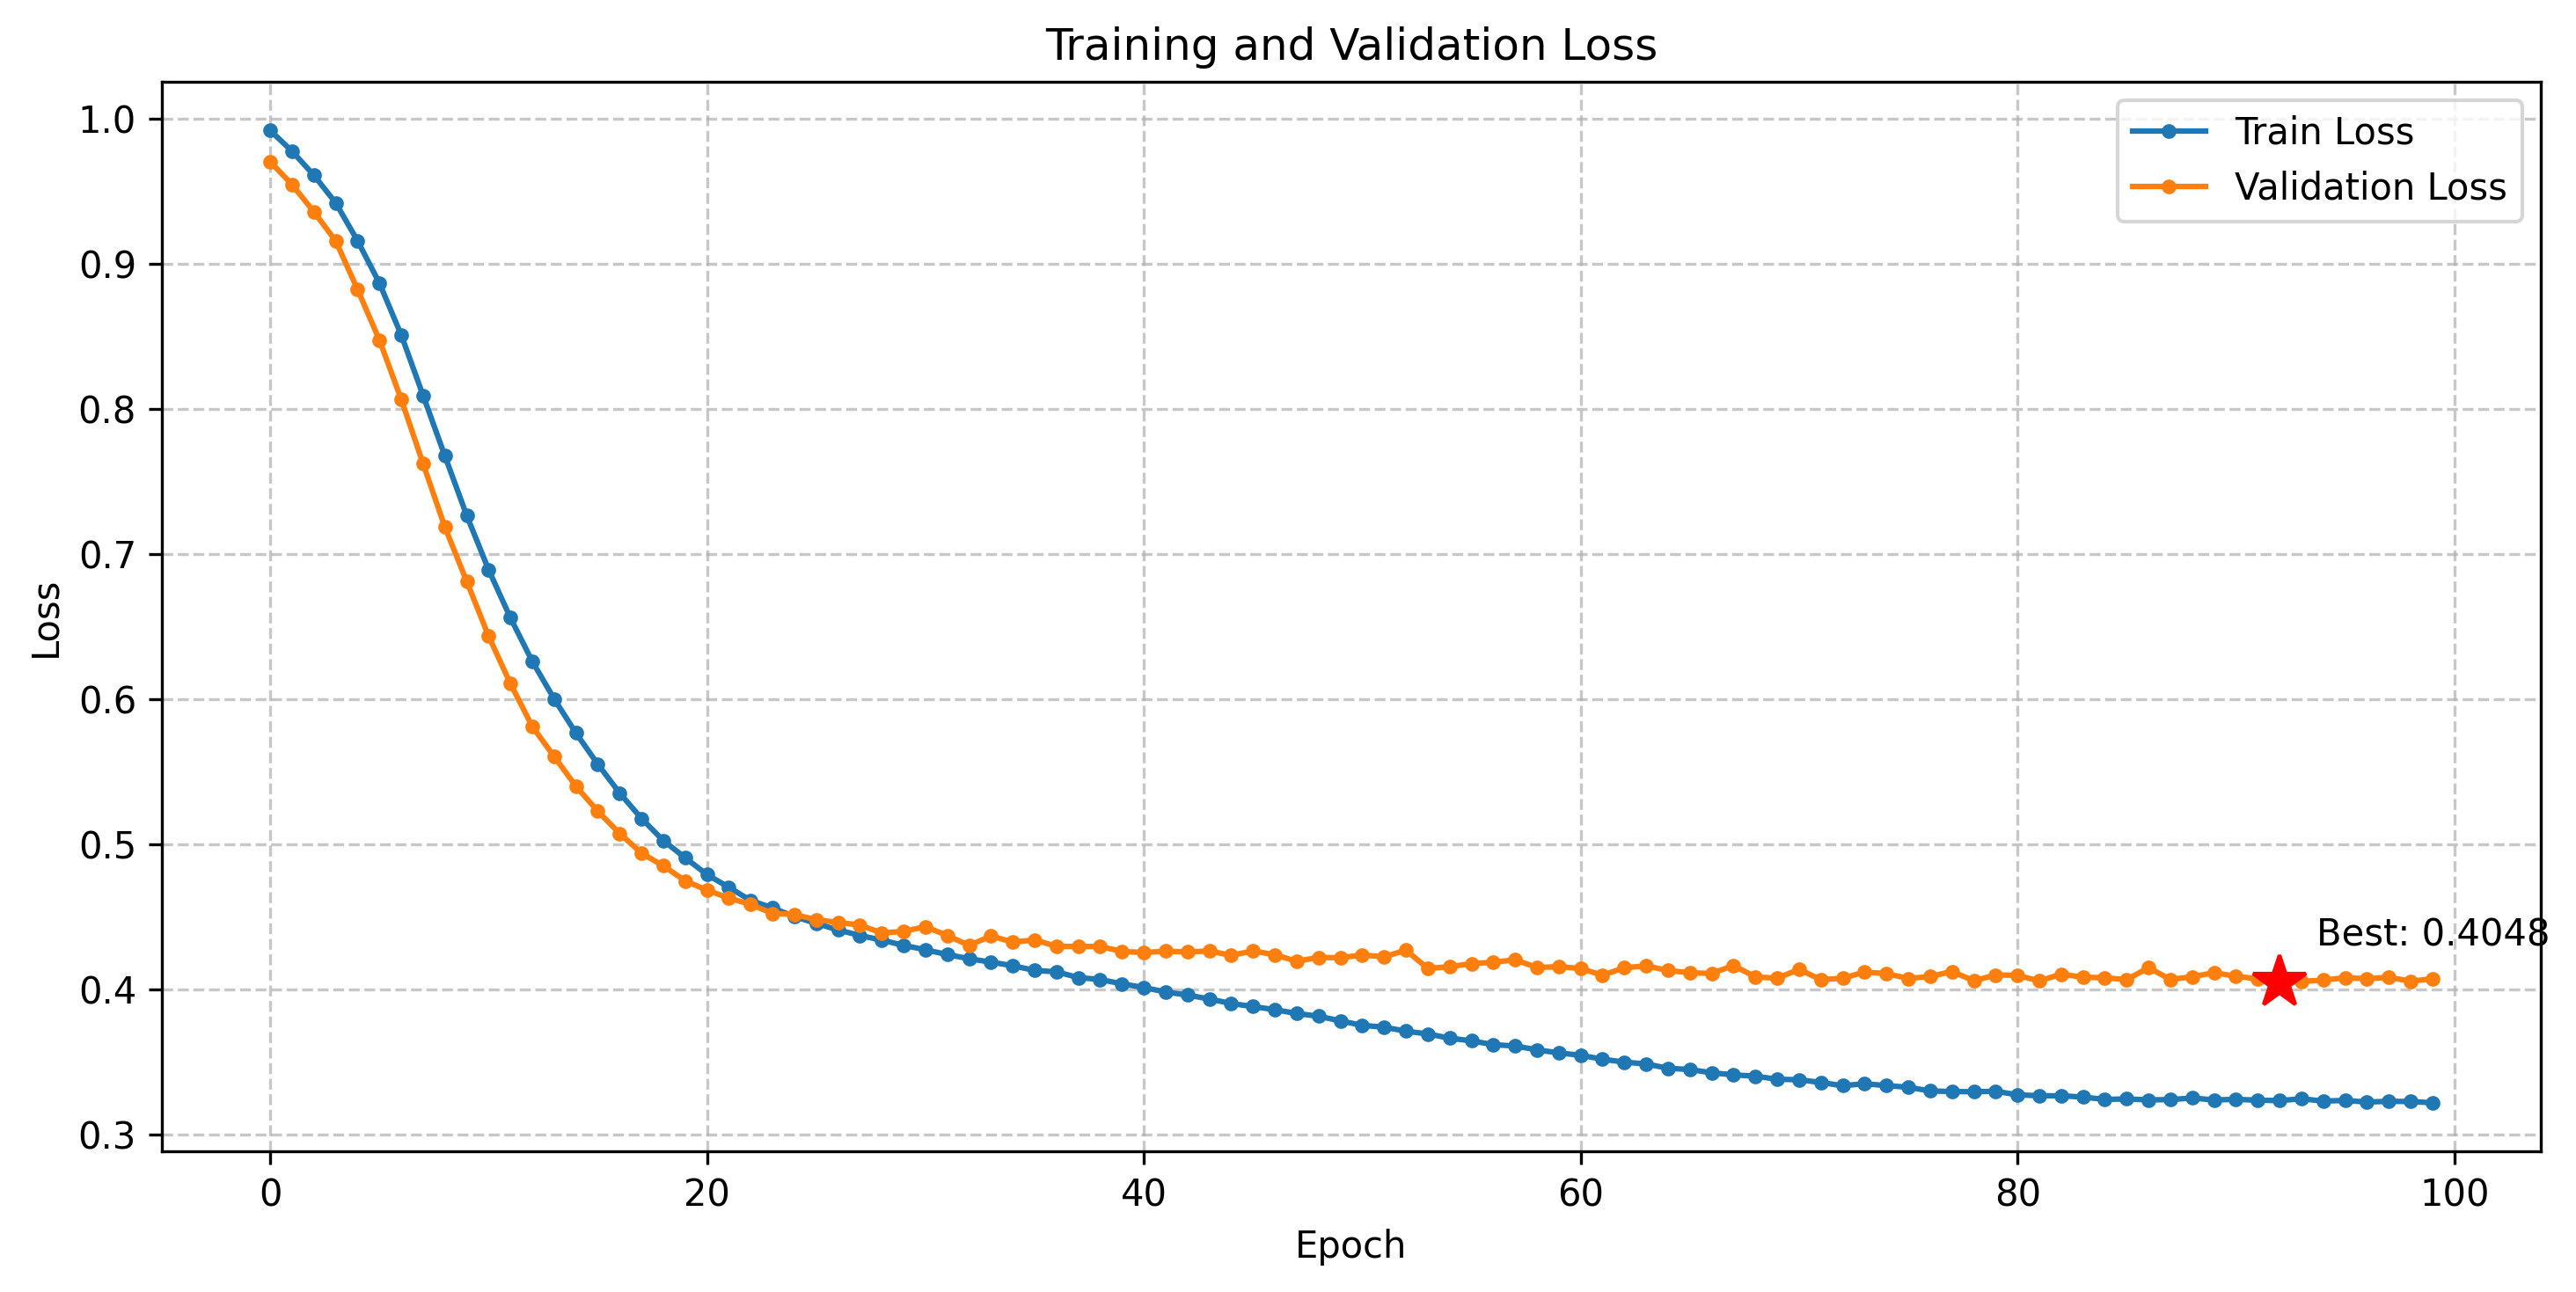 Training and Validation Loss
1.0
0.9
0.8
0.7
0.6
0.5
0.4
0.3
Loss
Train Loss
Validation Loss
Best: 0.4048
0 20 40 60 80 100
Epoch